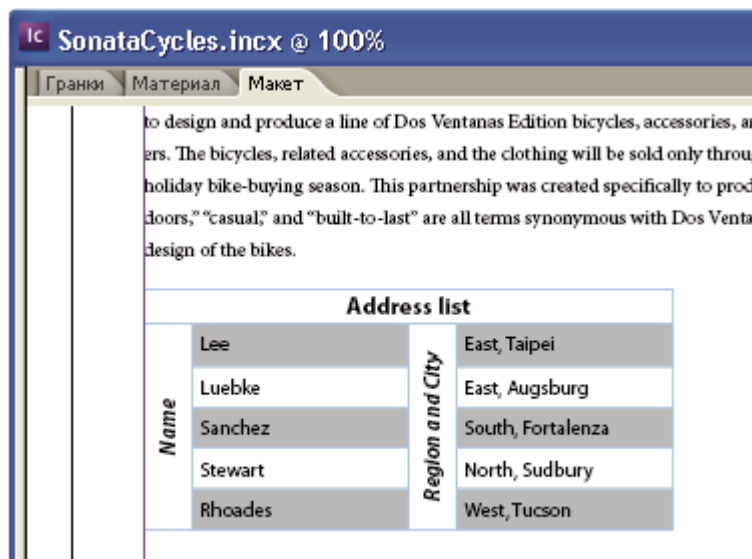 Ic SonataCycles.incx @ 100%
Гранки Материал Макет
to design and produce a line of Dos Ventanas Edition bicycles, accessories,
ers. The bicycles, related accessories, and the clothing will be sold only
holiday bike-buying season. This partnership was created specifically to
doors,” “casual,” and “built-to-last” are all terms synonymous with Dos
design of the bikes.
Address list
Name
Region and City
Lee East, Taipei
Luebke East, Augsburg
Sanchez South, Fortalenza
Stewart North, Sudbury
Rhoades West, Tucson